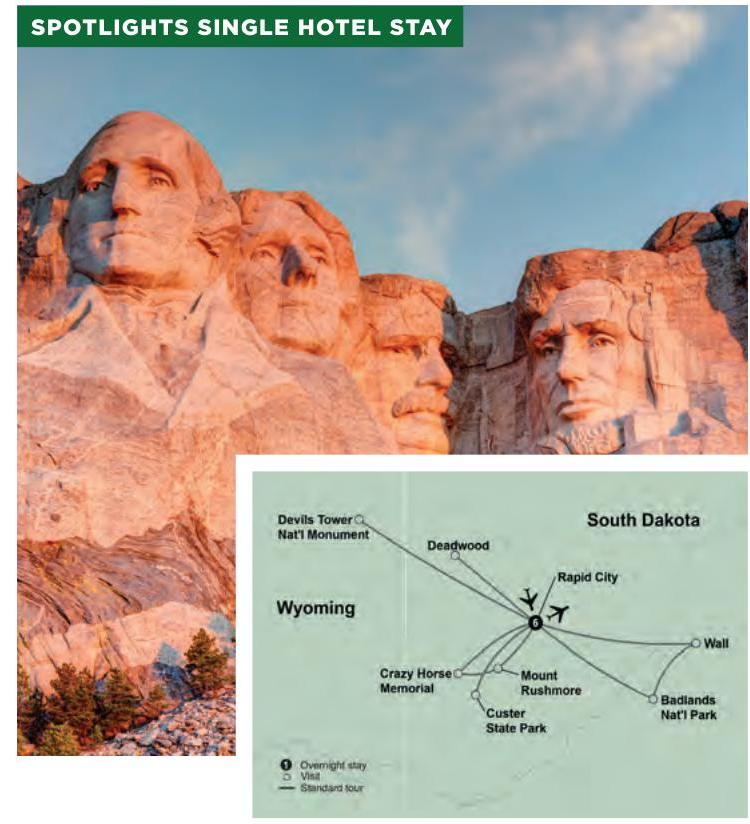 SPOTLIGHTS SINGLE HOTEL STAY
Devils Tower
Nat'l Monument
South Dakota
Deadwood
Rapid City
Wyoming
6
Wall
Crazy Horse
Memorial
Mount
Rushmore
Badlands
Nat'l Park
Custer
State Park
1 Overnight stay
Visit
Standard tour